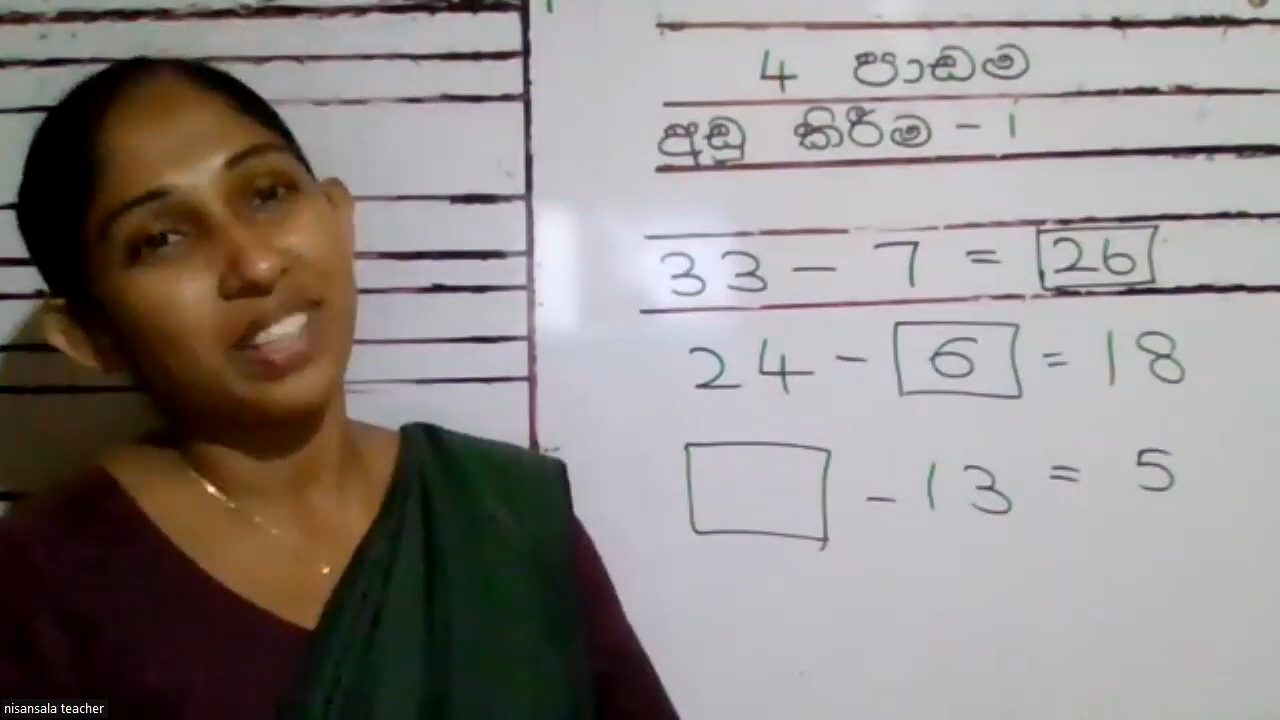 4 පාඩම
අඩු කිරීම - 1
33 - 7 = 26
24 - 6 = 18
- 13 = 5
nisansala teacher